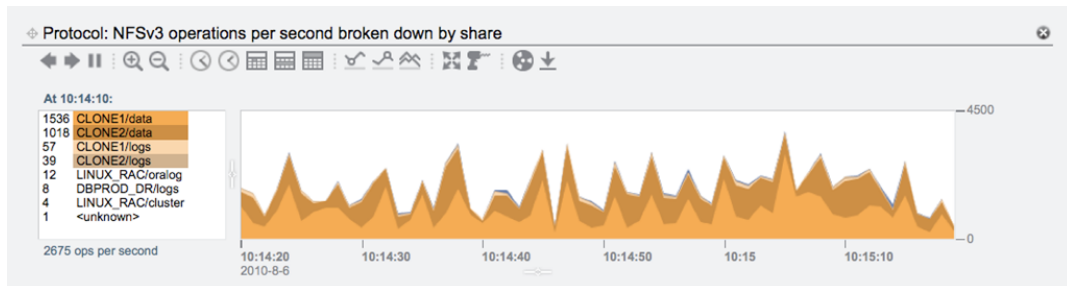 Protocol: NFSv3 operations per second broken down by share
At 10:14:10:
1536 CLONE1/data
1018 CLONE2/data
57 CLONE1/logs
39 CLONE2/logs
12 LINUX_RAC/oralog
8 DBPROD_DR/logs
4 LINUX_RAC/cluster
1 <unknown>
2675 ops per second
4500
0
10:14:20 10:14:30 10:14:40 10:14:50 10:15 10:15:10
2010-8-6